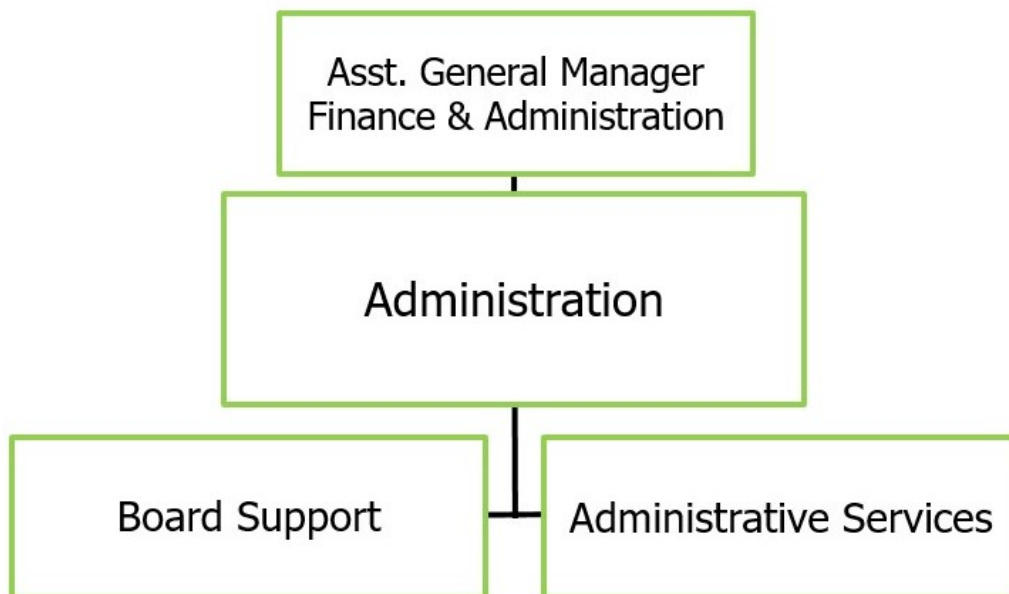 Asst. General Manager
Finance & Administration
Administration
Board Support
Administrative Services